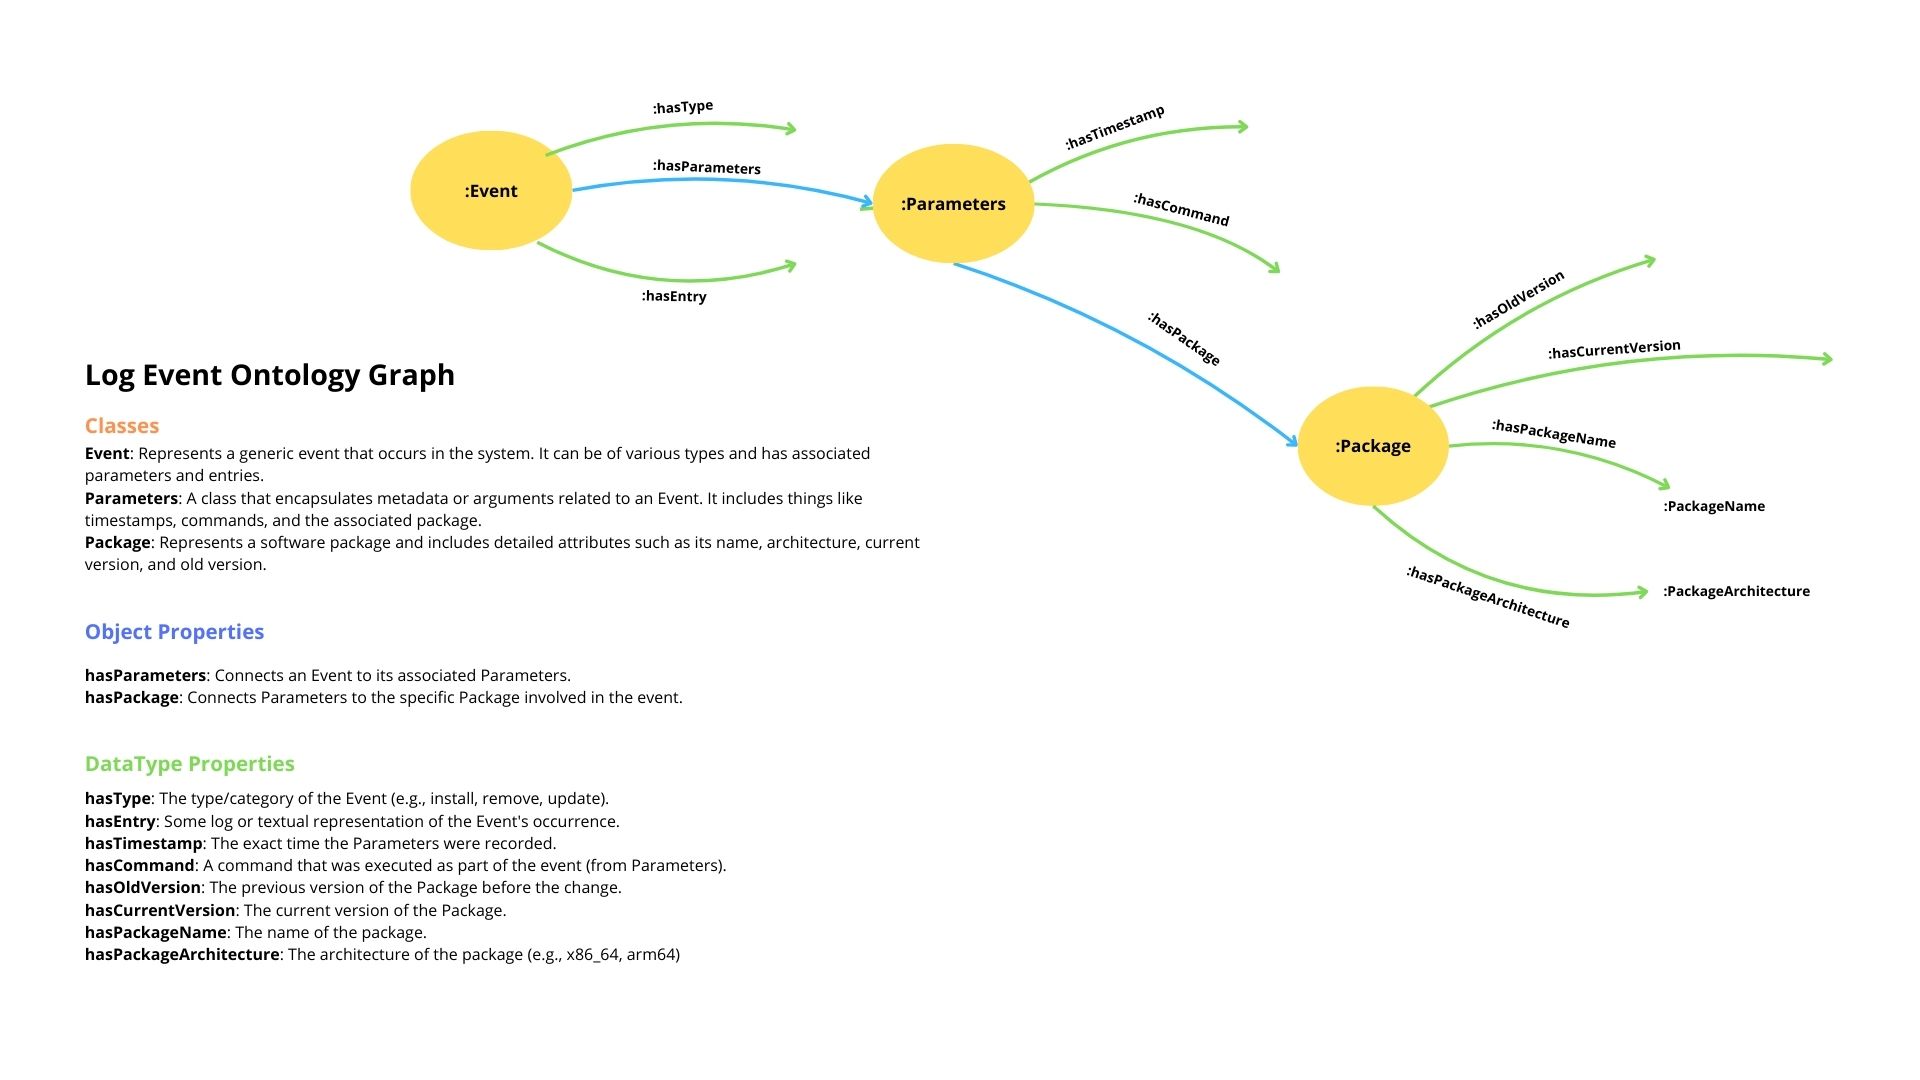 :hasType
:hasParameters
:Event
:hasEntry
:hasTimestamp
:hasCommand
:Parameters
:hasPackage
:hasOldVersion
:hasCurrentVersion
:hasPackageName
:Package
:PackageName
:hasPackageArchitecture
:PackageArchitecture
Log Event Ontology Graph
Classes
Event: Represents a generic event that occurs in the system. It can be of various types and has associated
parameters and entries.
Parameters: A class that encapsulates metadata or arguments related to an Event. It includes things like
timestamps, commands, and the associated package.
Package: Represents a software package and includes detailed attributes such as its name, architecture, current
version, and old version.
Object Properties
hasParameters: Connects an Event to its associated Parameters.
hasPackage: Connects Parameters to the specific Package involved in the event.
DataType Properties
hasType: The type/category of the Event (e.g., install, remove, update).
hasEntry: Some log or textual representation of the Event's occurrence.
hasTimestamp: The exact time the Parameters were recorded.
hasCommand: A command that was executed as part of the event (from Parameters).
hasOldVersion: The previous version of the Package before the change.
hasCurrentVersion: The current version of the Package.
hasPackageName: The name of the package.
hasPackageArchitecture: The architecture of the package (e.g., x86_64, arm64)